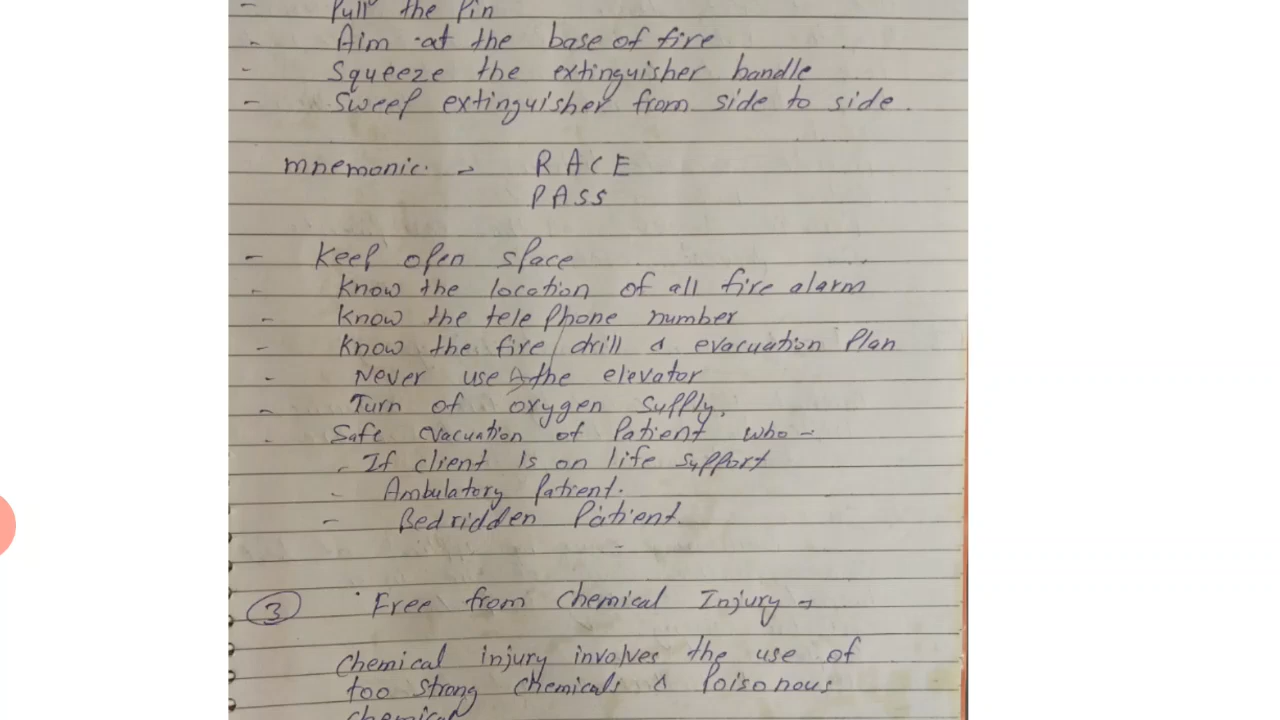 - Pull the Pin
- Aim at the base of fire
- Squeeze the extinguisher handle
- Sweep extinguisher from side to side.
mnemonic. - RACE
PASS
- Keep open space
- Know the location of all fire alarm
- Know the telephone number
- Know the fire drill & evacuation Plan
- Never use the elevator
- Turn of oxygen supply.
- Safe evacuation of Patient who -
- If client Is on life support
- Ambulatory Patient.
- Bedridden Patient.
3 Free from Chemical Injury -
Chemical injury involves the use of
too strong chemicals & Poisonous
chemical